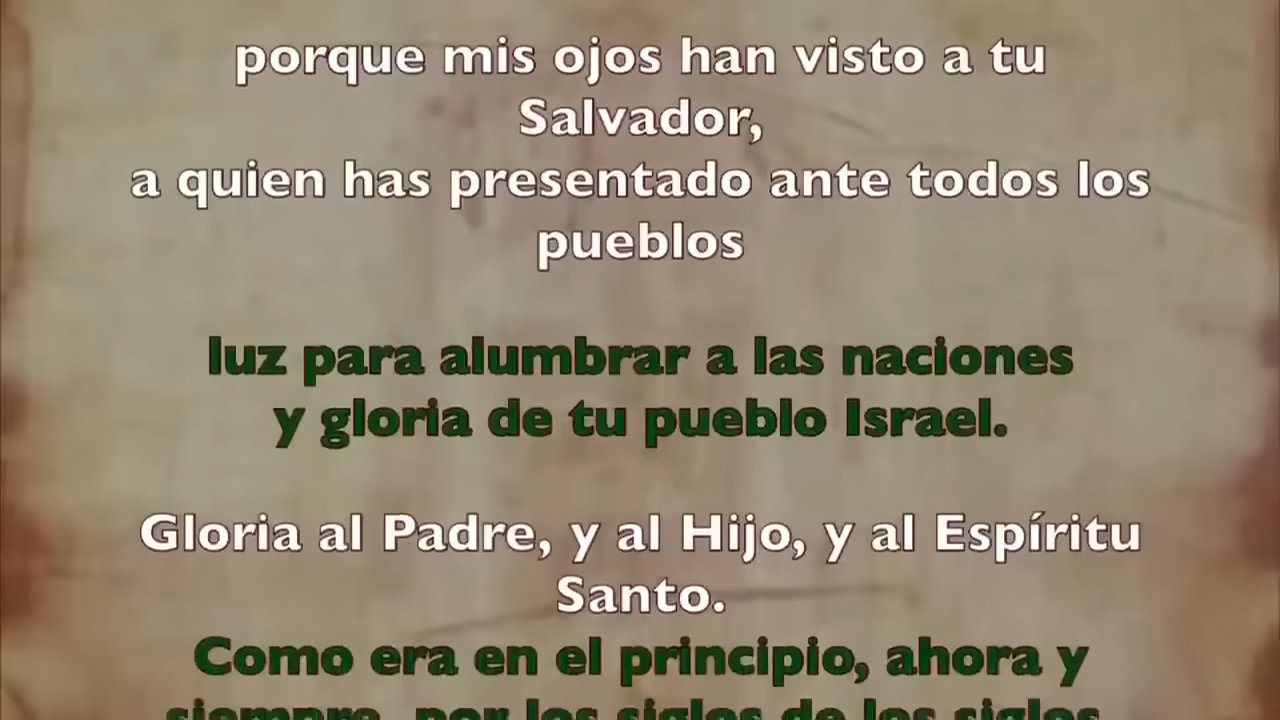 porque mis ojos han visto a tu
Salvador,
a quien has presentado ante todos los
pueblos
luz para alumbrar a las naciones
y gloria de tu pueblo Israel.
Gloria al Padre, y al Hijo, y al Espíritu
Santo.
Como era en el principio, ahora y
siempre, por los siglos de los siglos